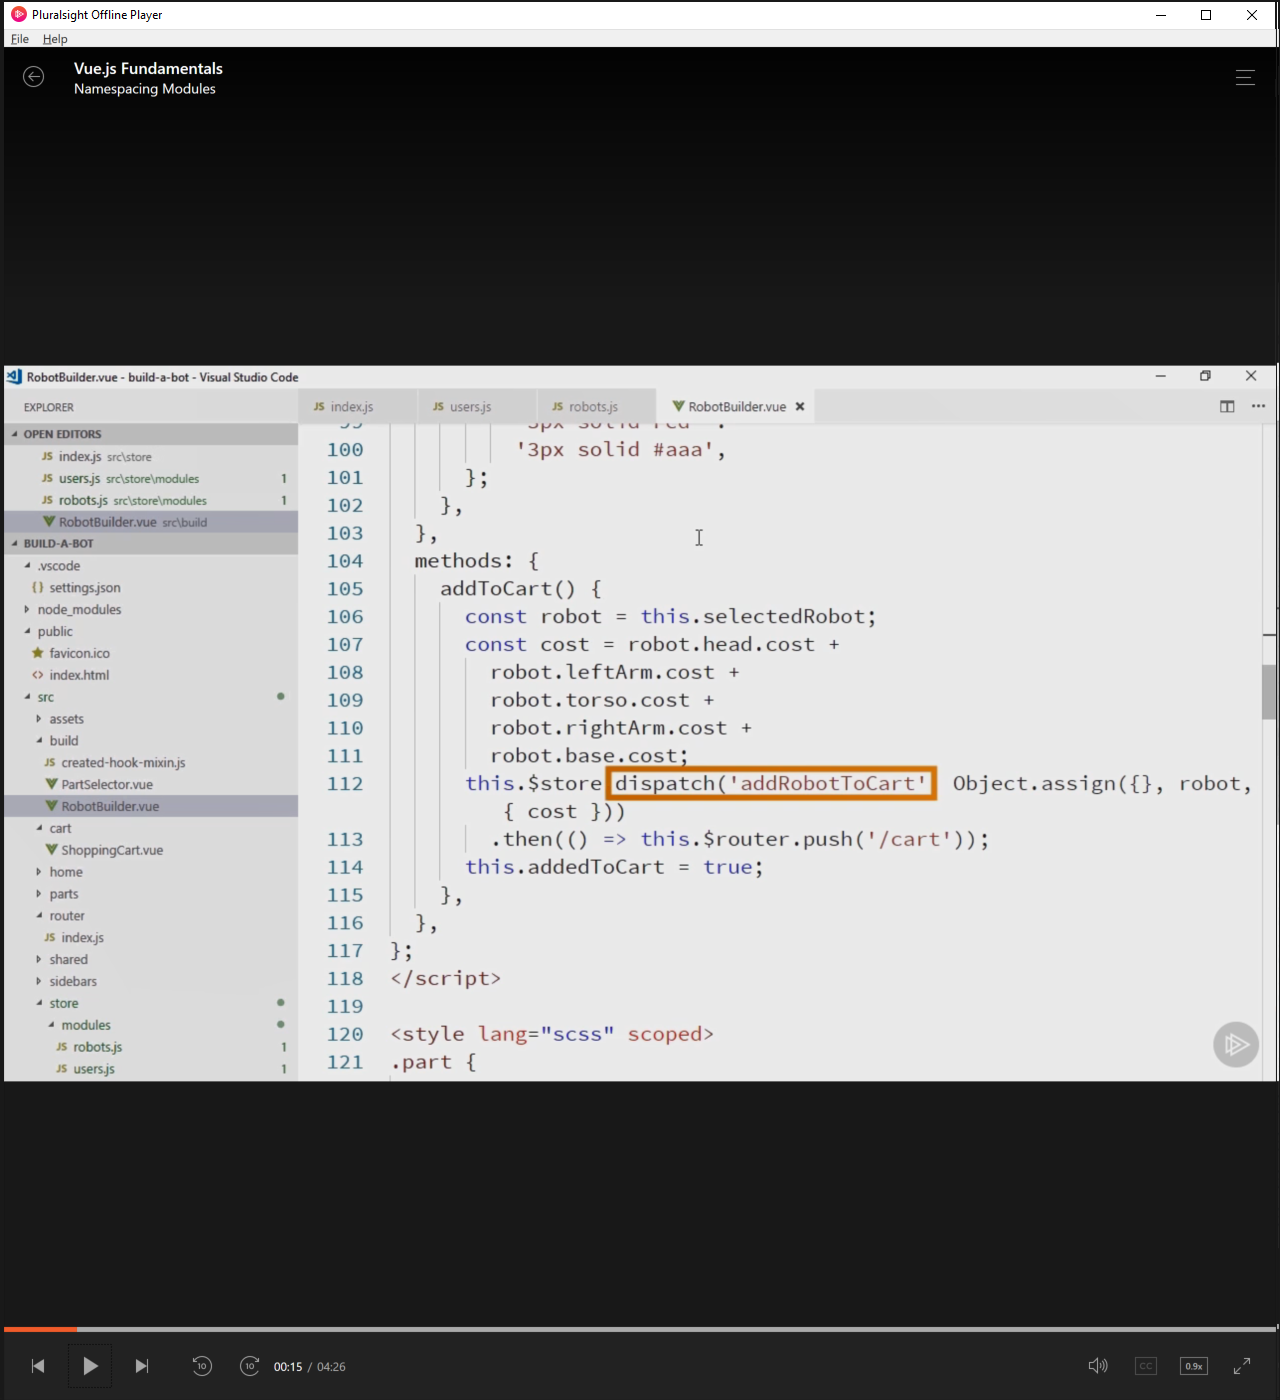 Pluralsight Offline Player
File Help
Vue.js Fundamentals
Namespacing Modules
RobotBuilder.vue - build-a-bot - Visual Studio Code
EXPLORER
JS index.js JS users.js JS robots.js RobotBuilder.vue ×
OPEN EDITORS
JS index.js src\store
JS users.js src\store\modules 1
JS robots.js src\store\modules 1
RobotBuilder.vue src\build
BUILD-A-BOT
.vscode
{} settings.json
node_modules
public
favicon.ico
<> index.html
src
assets
build
JS created-hook-mixin.js
PartSelector.vue
RobotBuilder.vue
cart
ShoppingCart.vue
home
parts
router
JS index.js
shared
sidebars
store
modules
JS robots.js 1
JS users.js 1
99 '3px solid red' :
100 '3px solid #aaa',
101 };
102 },
103 },
104 methods: {
105 addToCart() {
106 const robot = this.selectedRobot;
107 const cost = robot.head.cost +
108 robot.leftArm.cost +
109 robot.torso.cost +
110 robot.rightArm.cost +
111 robot.base.cost;
112 this.$store dispatch('addRobotToCart' Object.assign({}, robot,
{ cost }))
113 .then(() => this.$router.push('/cart'));
114 this.addedToCart = true;
115 },
116 },
117 };
118 </script>
119
120 <style lang="scss" scoped>
121 .part {
10 10 00:15 / 04:26 CC 0.9x